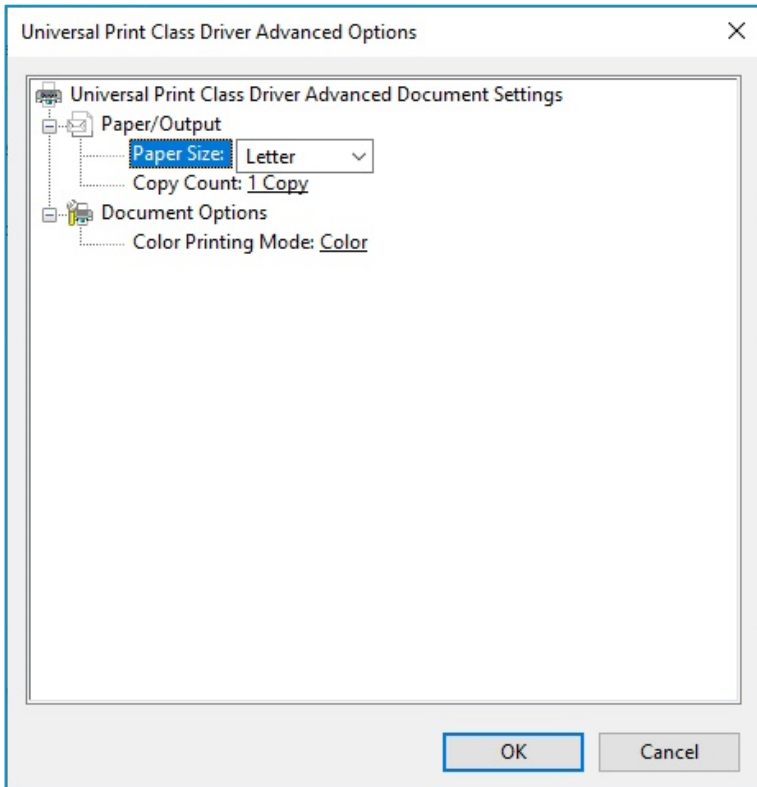 Universal Print Class Driver Advanced Options
Universal Print Class Driver Advanced Document Settings
Paper/Output
Paper Size: Letter
Copy Count: 1 Copy
Document Options
Color Printing Mode: Color
OK Cancel